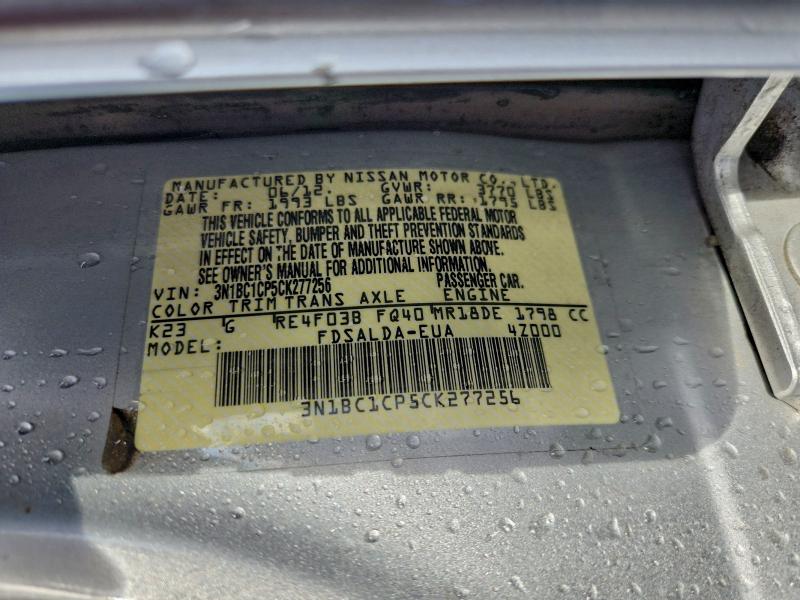 MANUFACTURED BY NISSAN MOTOR CO., LTD.
DATE: 06/12. GVWR: 3770 LBS
GAWR FR: 1993 LBS GAWR RR: 1795 LBS
THIS VEHICLE CONFORMS TO ALL APPLICABLE FEDERAL MOTOR
VEHICLE SAFETY, BUMPER AND THEFT PREVENTION STANDARDS
IN EFFECT ON THE DATE OF MANUFACTURE SHOWN ABOVE.
SEE OWNER'S MANUAL FOR ADDITIONAL INFORMATION.
VIN: 3N1BC1CP5CK277256 PASSENGER CAR.
COLOR TRIM TRANS AXLE ENGINE
K23 G RE4F03B FQ40 MR18DE 1798 CC
MODEL: FDSALDA-EUA 4Z000
3N1BC1CP5CK277256